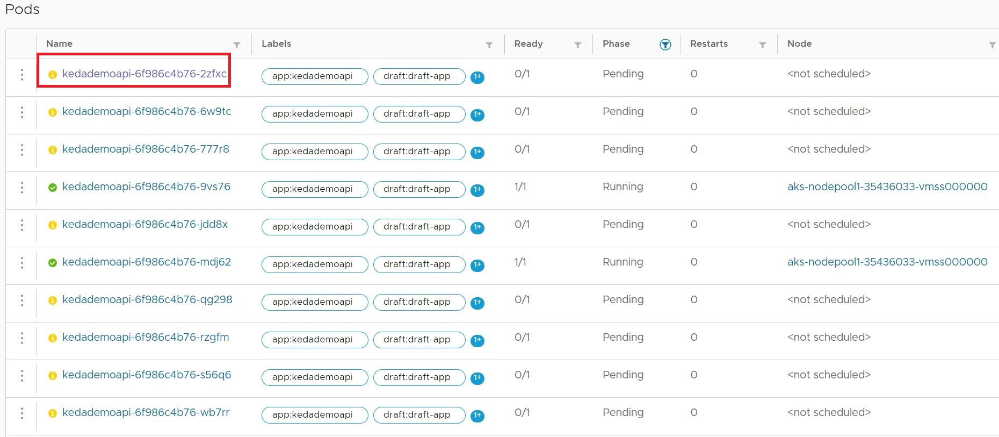 Pods
Name Labels Ready Phase Restarts Node
kedademoapi-6f986c4b76-2zfxc app:kedademoapi draft:draft-app 1+ 0/1 Pending 0 <not scheduled>
kedademoapi-6f986c4b76-6w9tc app:kedademoapi draft:draft-app 1+ 0/1 Pending 0 <not scheduled>
kedademoapi-6f986c4b76-777r8 app:kedademoapi draft:draft-app 1+ 0/1 Pending 0 <not scheduled>
kedademoapi-6f986c4b76-9vs76 app:kedademoapi draft:draft-app 1+ 1/1 Running 0 aks-nodepool1-35436033-vmss000000
kedademoapi-6f986c4b76-jdd8x app:kedademoapi draft:draft-app 1+ 0/1 Pending 0 <not scheduled>
kedademoapi-6f986c4b76-mdj62 app:kedademoapi draft:draft-app 1+ 1/1 Running 0 aks-nodepool1-35436033-vmss000000
kedademoapi-6f986c4b76-qg298 app:kedademoapi draft:draft-app 1+ 0/1 Pending 0 <not scheduled>
kedademoapi-6f986c4b76-rzgfm app:kedademoapi draft:draft-app 1+ 0/1 Pending 0 <not scheduled>
kedademoapi-6f986c4b76-s56q6 app:kedademoapi draft:draft-app 1+ 0/1 Pending 0 <not scheduled>
kedademoapi-6f986c4b76-wb7rr app:kedademoapi draft:draft-app 1+ 0/1 Pending 0 <not scheduled>